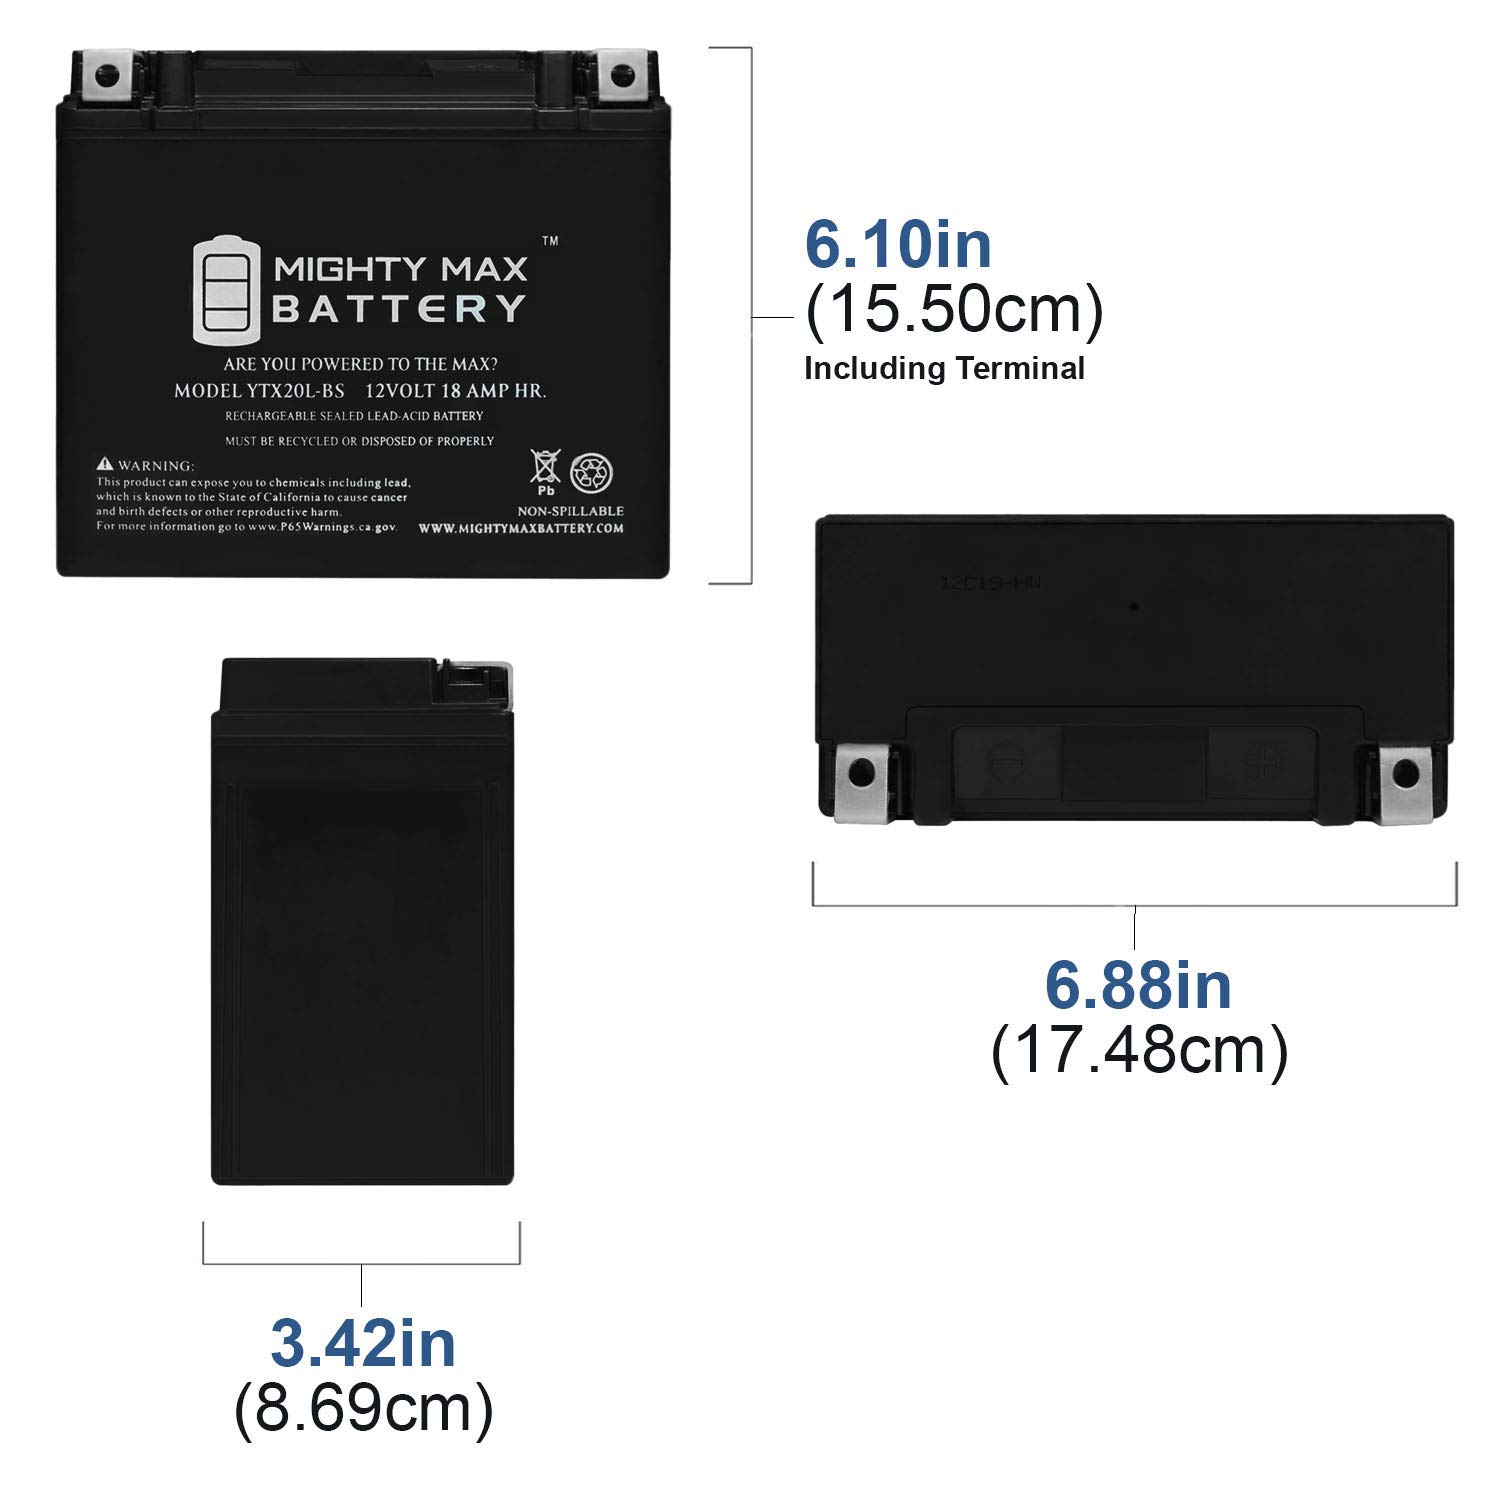 MIGHTY MAX ™
BATTERY
ARE YOU POWERED TO THE MAX?
MODEL YTX20L-BS 12VOLT 18 AMP HR.
RECHARGEABLE SEALED LEAD-ACID BATTERY
MUST BE RECYCLED OR DISPOSED OF PROPERLY
WARNING:
This product can expose you to chemicals including lead,
which is known to the State of California to cause cancer
and birth defects or other reproductive harm.
For more information go to www.P65Warnings.ca.gov.
Pb
NON-SPILLABLE
WWW.MIGHTYMAXBATTERY.COM
6.10in
(15.50cm)
Including Terminal
12C19-HW
6.88in
(17.48cm)
3.42in
(8.69cm)